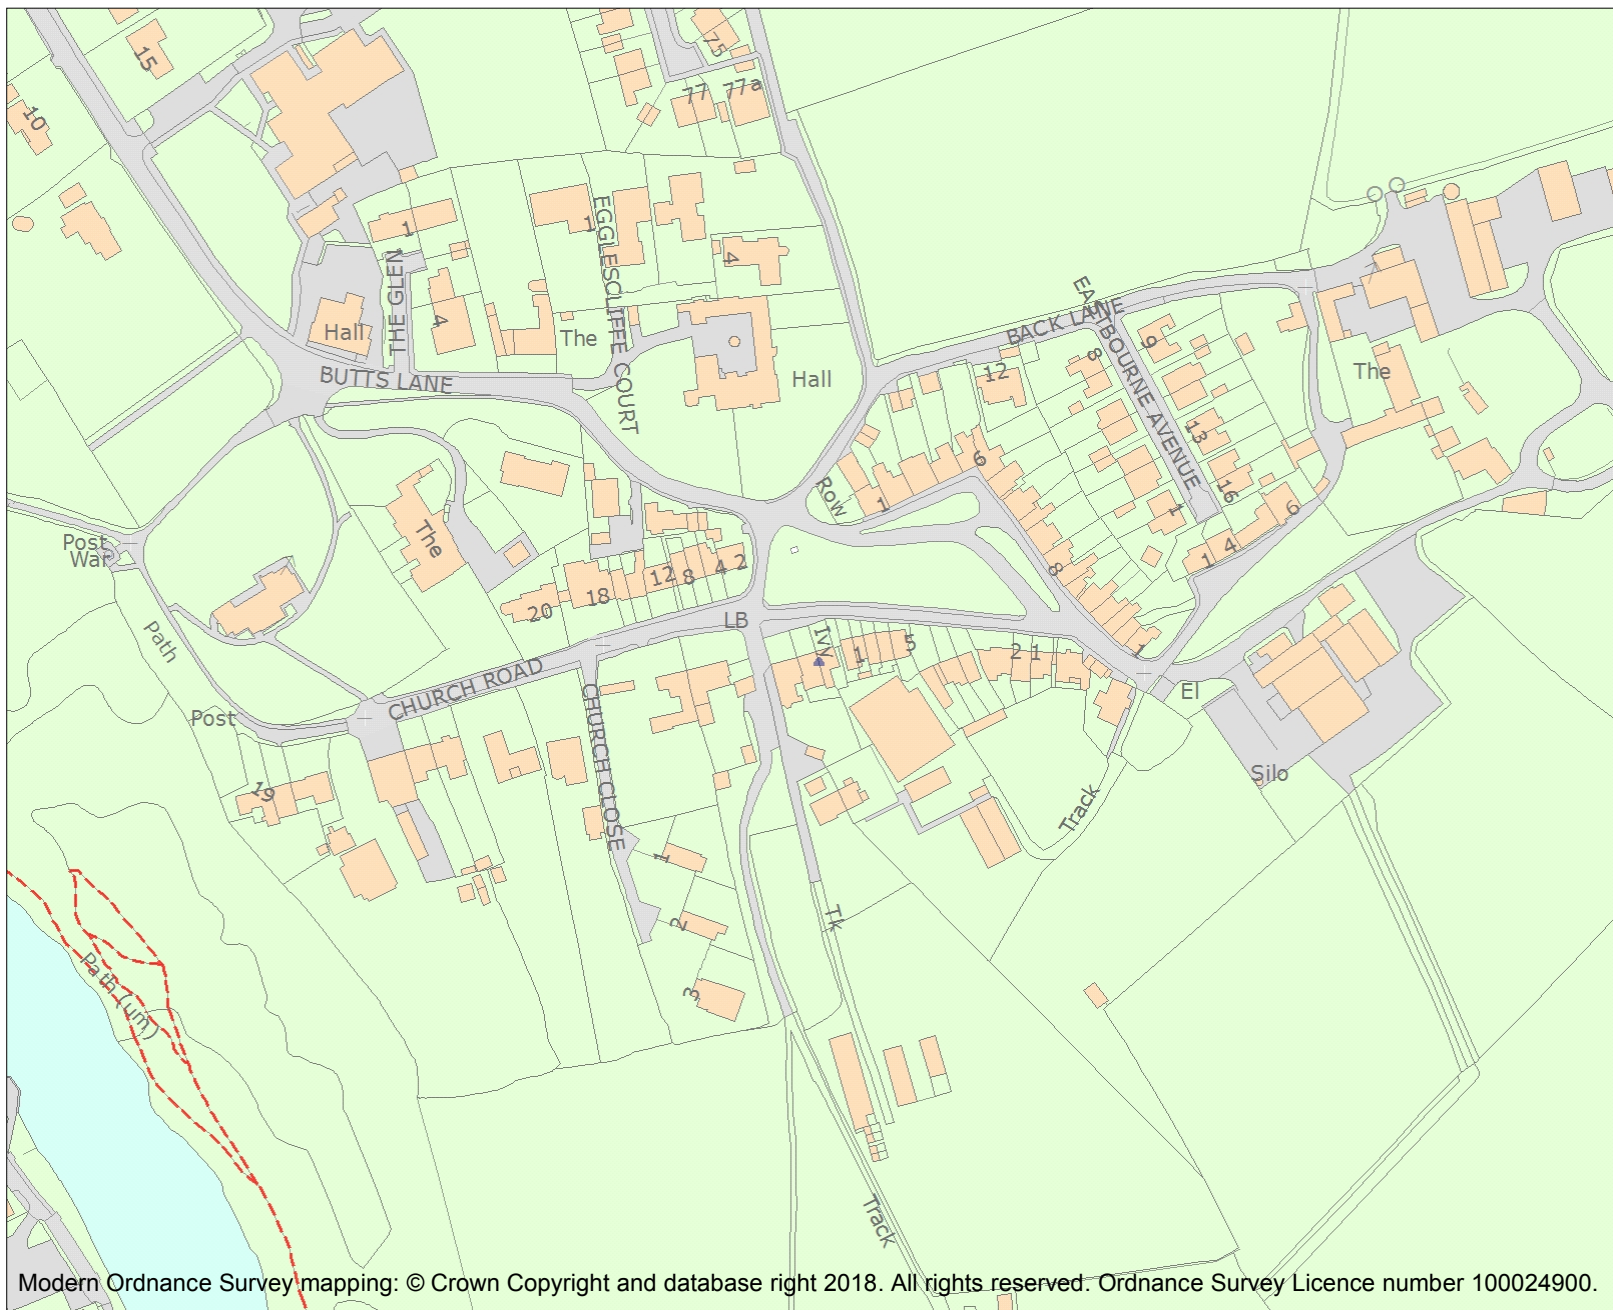 15
75
77
77a
10
1
1
EGGLESCLIFFE COURT
4
THE GLEN
4
Hall
The
BUTTS LANE
Hall
BACK LANE
EASTBOURNE AVENUE
9
8
12
The
13
16
1
6
6
Row
1
The
Post
War
12
8
4
2
18
20
8
1
4
LB
Path
Ivy
1
5
2
1
1
El
CHURCH ROAD
Post
CHURCH CLOSE
Silo
19
Track
1
2
3
Tk
Path (um)
Track
Modern Ordnance Survey mapping: © Crown Copyright and database right 2018. All rights reserved. Ordnance Survey Licence number 100024900.